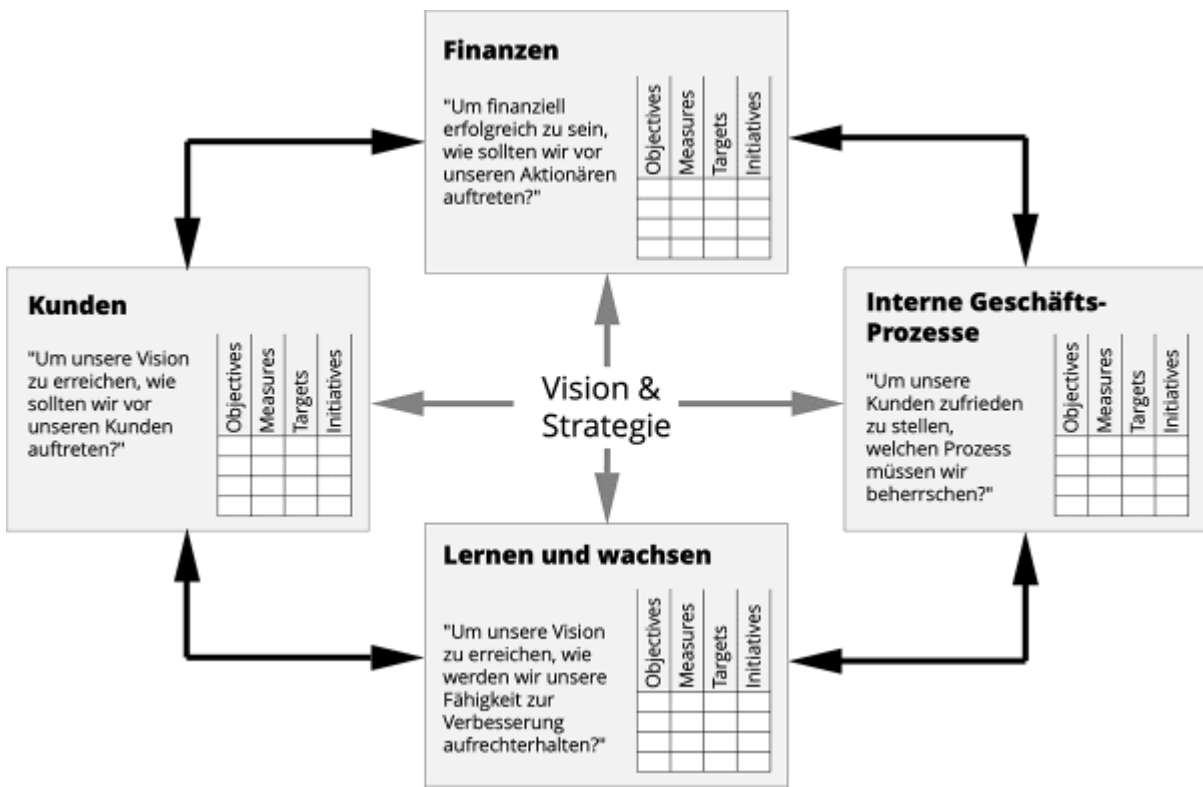 Finanzen
"Um finanziell
erfolgreich zu sein,
wie sollten wir vor
unseren Aktionären
auftreten?"
Objectives
Measures
Targets
Initiatives
Kunden
"Um unsere Vision
zu erreichen, wie
sollten wir vor
unseren Kunden
auftreten?"
Objectives
Measures
Targets
Initiatives
Vision &
Strategie
Interne Geschäfts-
Prozesse
"Um unsere
Kunden zufrieden
zu stellen,
welchen Prozess
müssen wir
beherrschen?"
Objectives
Measures
Targets
Initiatives
Lernen und wachsen
"Um unsere Vision
zu erreichen, wie
werden wir unsere
Fähigkeit zur
Verbesserung
aufrechterhalten?"
Objectives
Measures
Targets
Initiatives